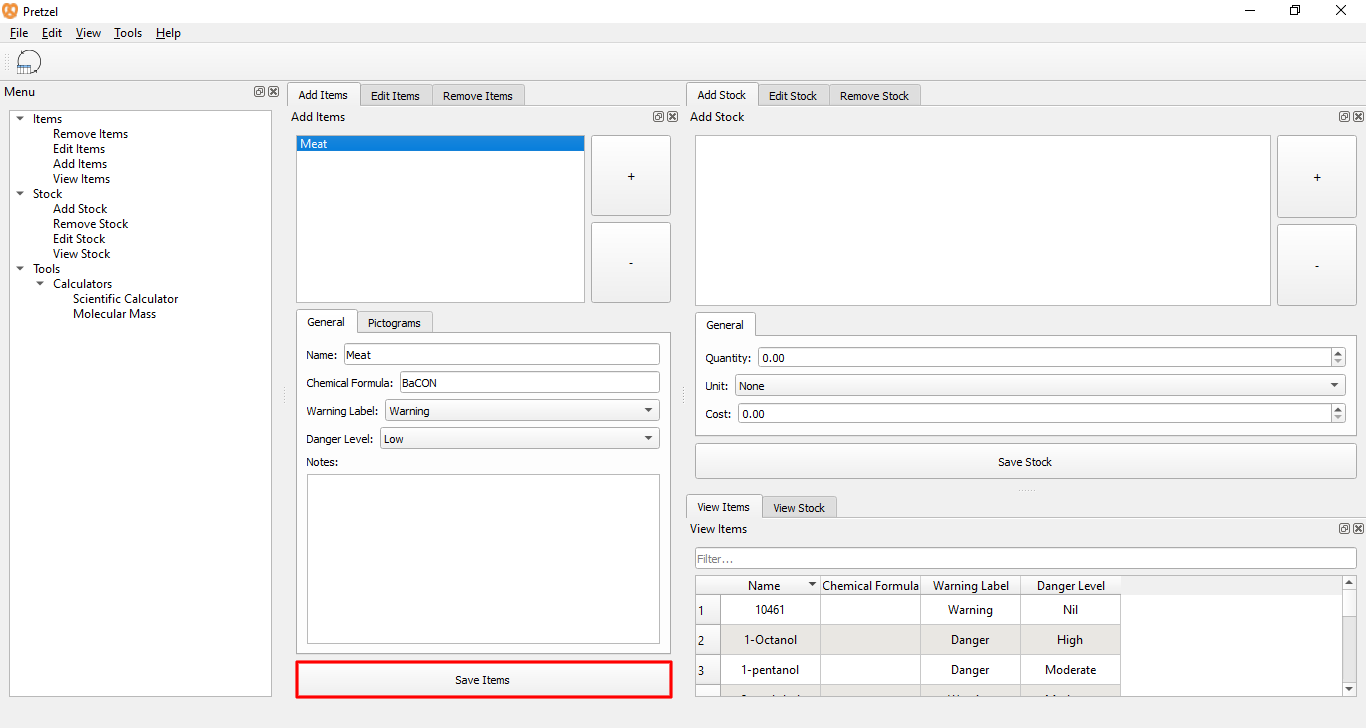 Pretzel
File Edit View Tools Help
Menu
Items
Remove Items
Edit Items
Add Items
View Items
Stock
Add Stock
Remove Stock
Edit Stock
View Stock
Tools
Calculators
Scientific Calculator
Molecular Mass
Add Items Edit Items Remove Items
Add Items
Meat
+
-
General Pictograms
Name: Meat
Chemical Formula: BaCON
Warning Label: Warning
Danger Level: Low
Notes:
Save Items
Add Stock Edit Stock Remove Stock
Add Stock
+
-
General
Quantity: 0.00
Unit: None
Cost: 0.00
Save Stock
View Items View Stock
View Items
Filter...
Name Chemical Formula Warning Label Danger Level
1 10461 Warning Nil
2 1-Octanol Danger High
3 1-pentanol Danger Moderate